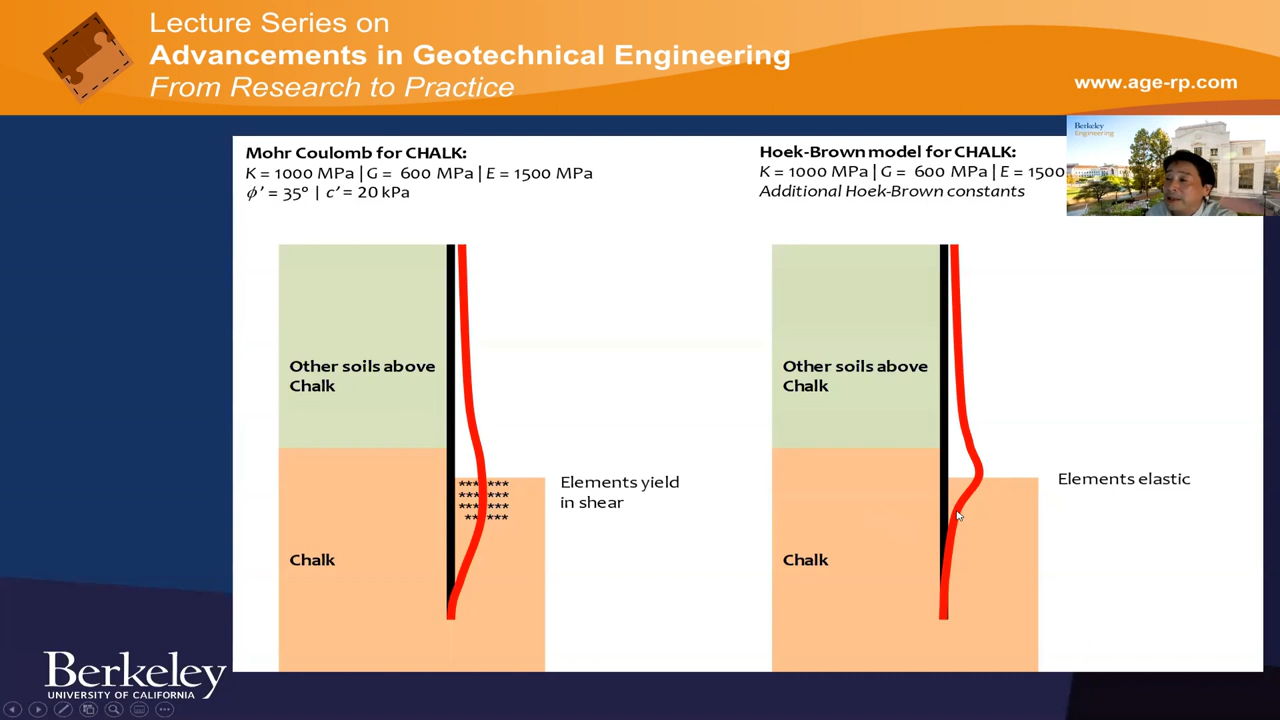 Lecture Series on
Advancements in Geotechnical Engineering
From Research to Practice
www.age-rp.com
Berkeley
Engineering
Mohr Coulomb for CHALK:
K = 1000 MPa | G = 600 MPa | E = 1500 MPa
ϕ′ = 35° | c′ = 20 kPa
Hoek-Brown model for CHALK:
K = 1000 MPa | G = 600 MPa | E = 1500
Additional Hoek-Brown constants
Other soils above
Chalk
Other soils above
Chalk
Elements yield
in shear
Elements elastic
Chalk
Chalk
Berkeley
UNIVERSITY OF CALIFORNIA